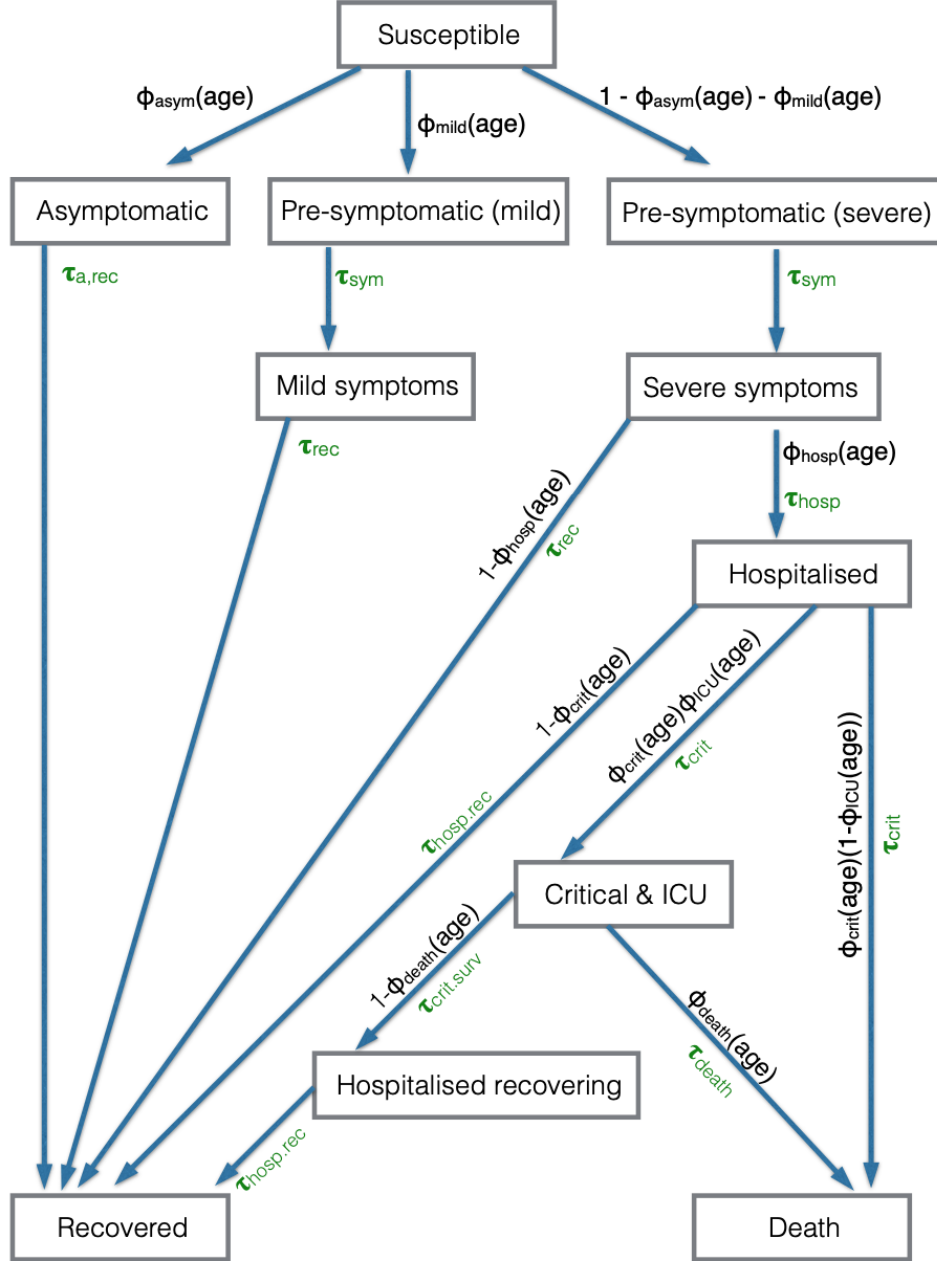 Susceptible
ϕasym(age)
ϕmild(age)
1 - ϕasym(age) - ϕmild(age)
Asymptomatic
Pre-symptomatic (mild)
Pre-symptomatic (severe)
τa,rec
τsym
τsym
Mild symptoms
Severe symptoms
τrec
1-ϕhosp(age)
τrec
ϕhosp(age)
τhosp
Hospitalised
1-ϕcrit(age)
τhosp.rec
ϕcrit(age)ϕICU(age)
τcrit
ϕcrit(age)(1-ϕICU(age))
τcrit
Critical & ICU
1-ϕdeath(age)
τcrit.surv
ϕdeath(age)
τdeath
Hospitalised recovering
τhosp.rec
Recovered
Death